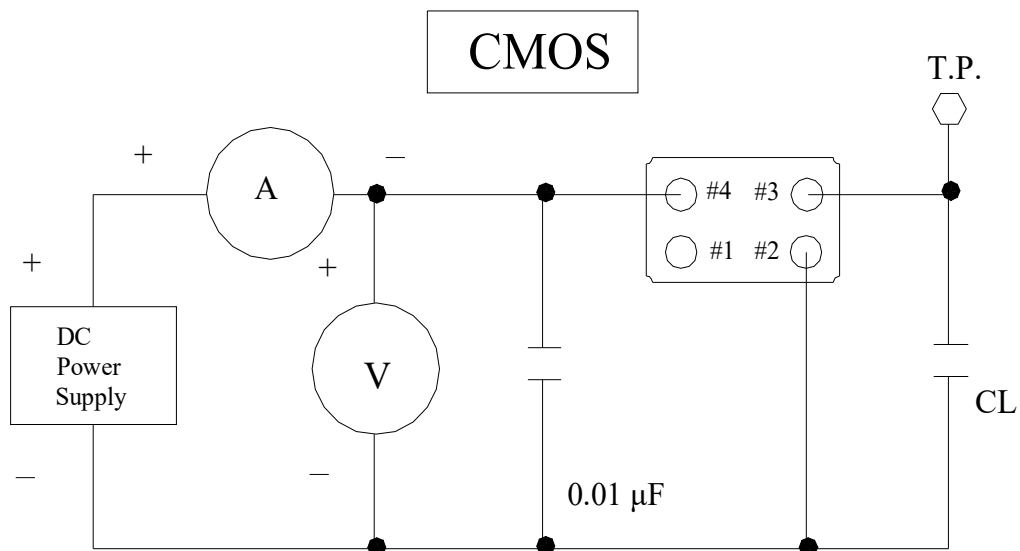 CMOS
T.P.
+
A
–
#4 #3
#1 #2
+
+
DC
Power
Supply
V
CL
–
–
0.01 μF